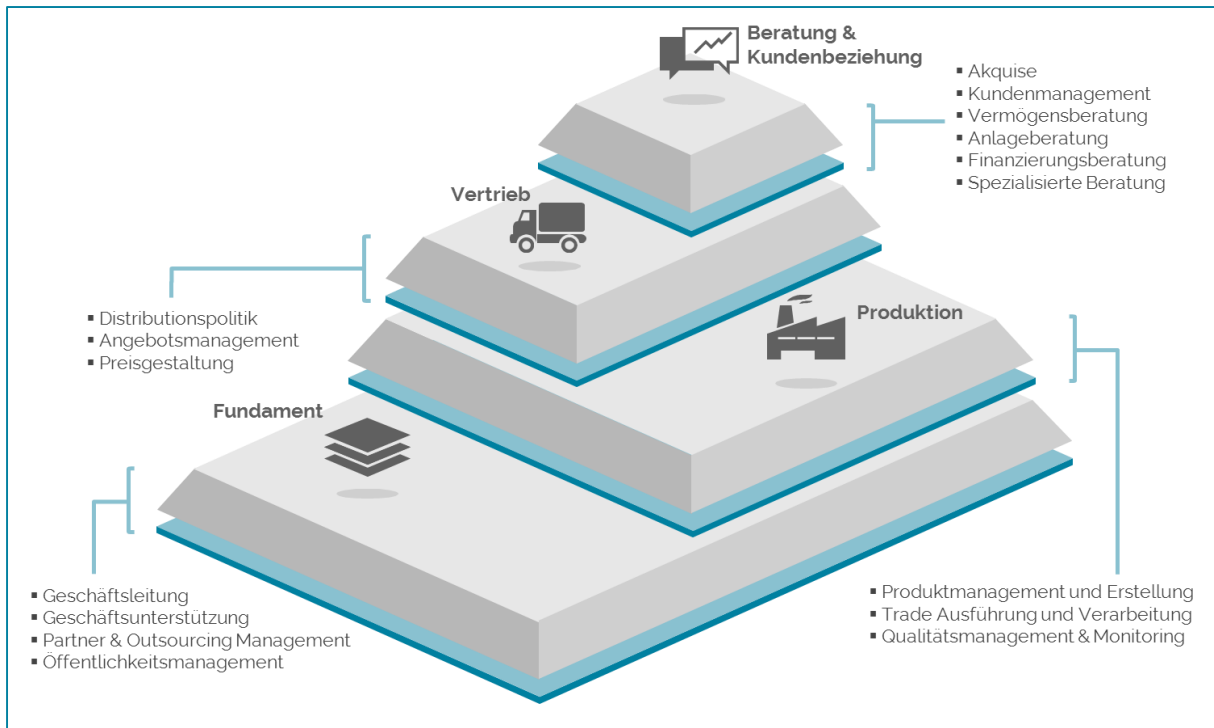 Beratung &
Kundenbeziehung
▪ Akquise
▪ Kundenmanagement
▪ Vermögensberatung
▪ Anlageberatung
▪ Finanzierungsberatung
▪ Spezialisierte Beratung
Vertrieb
▪ Distributionspolitik
▪ Angebotsmanagement
▪ Preisgestaltung
Produktion
▪ Produktmanagement und Erstellung
▪ Trade Ausführung und Verarbeitung
▪ Qualitätsmanagement & Monitoring
Fundament
▪ Geschäftsleitung
▪ Geschäftsunterstützung
▪ Partner & Outsourcing Management
▪ Öffentlichkeitsmanagement